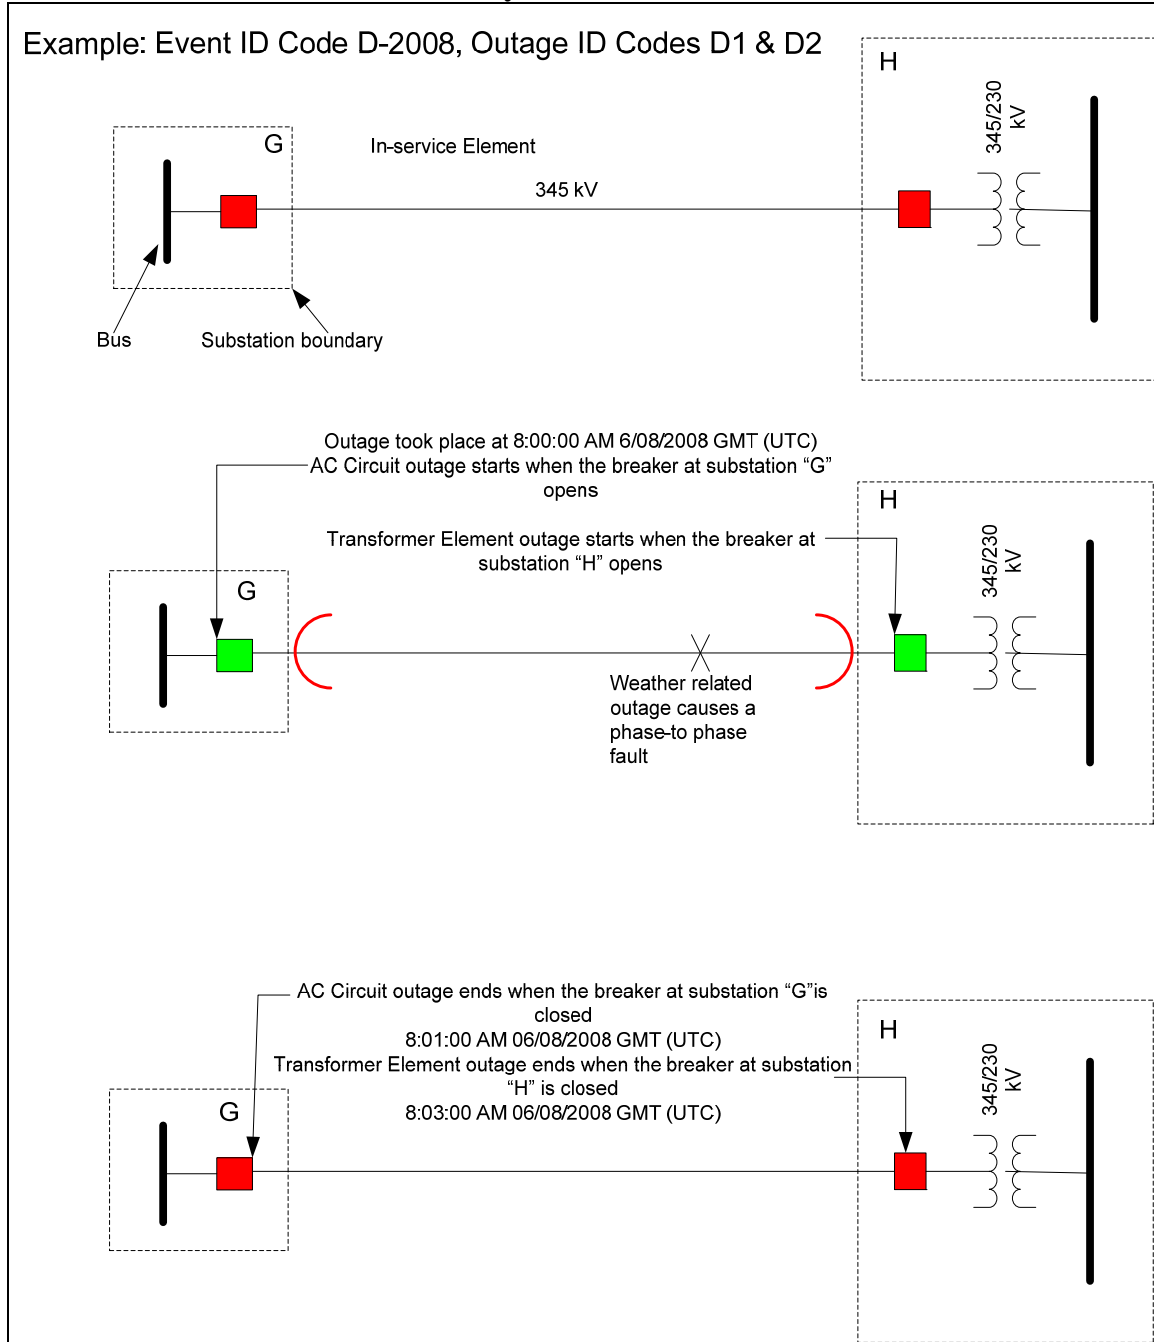 Example: Event ID Code D-2008, Outage ID Codes D1 & D2
H
345/230
kV
G
In-service Element
345 kV
Bus
Substation boundary
Outage took place at 8:00:00 AM 6/08/2008 GMT (UTC)
AC Circuit outage starts when the breaker at substation “G”
opens
H
Transformer Element outage starts when the breaker at
substation “H” opens
345/230
kV
G
Weather related
outage causes a
phase-to phase
fault
AC Circuit outage ends when the breaker at substation “G”is
closed
8:01:00 AM 06/08/2008 GMT (UTC)
Transformer Element outage ends when the breaker at substation
“H” is closed
8:03:00 AM 06/08/2008 GMT (UTC)
H
345/230
kV
G